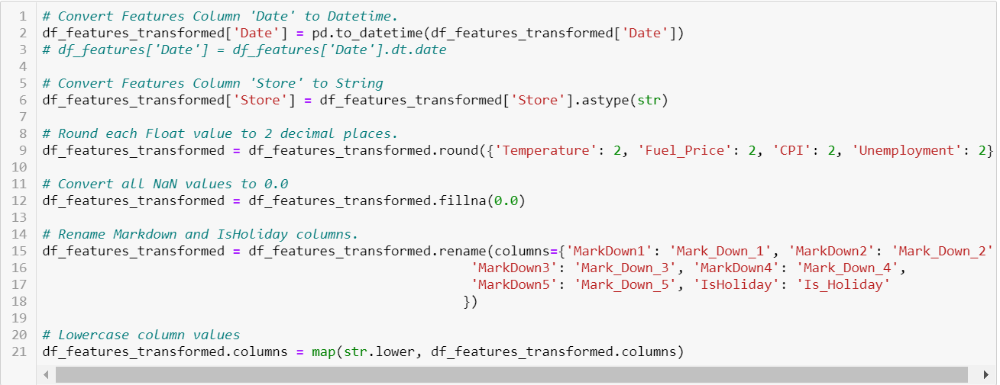 1 # Convert Features Column 'Date' to Datetime.
2 df_features_transformed['Date'] = pd.to_datetime(df_features_transformed['Date'])
3 # df_features['Date'] = df_features['Date'].dt.date
4
5 # Convert Features Column 'Store' to String
6 df_features_transformed['Store'] = df_features_transformed['Store'].astype(str)
7
8 # Round each Float value to 2 decimal places.
9 df_features_transformed = df_features_transformed.round({'Temperature': 2, 'Fuel_Price': 2, 'CPI': 2, 'Unemployment': 2}
10
11 # Convert all NaN values to 0.0
12 df_features_transformed = df_features_transformed.fillna(0.0)
13
14 # Rename Markdown and IsHoliday columns.
15 df_features_transformed = df_features_transformed.rename(columns={'MarkDown1': 'Mark_Down_1', 'MarkDown2': 'Mark_Down_2'
16 'MarkDown3': 'Mark_Down_3', 'MarkDown4': 'Mark_Down_4',
17 'MarkDown5': 'Mark_Down_5', 'IsHoliday': 'Is_Holiday'
18 })
19
20 # Lowercase column values
21 df_features_transformed.columns = map(str.lower, df_features_transformed.columns)